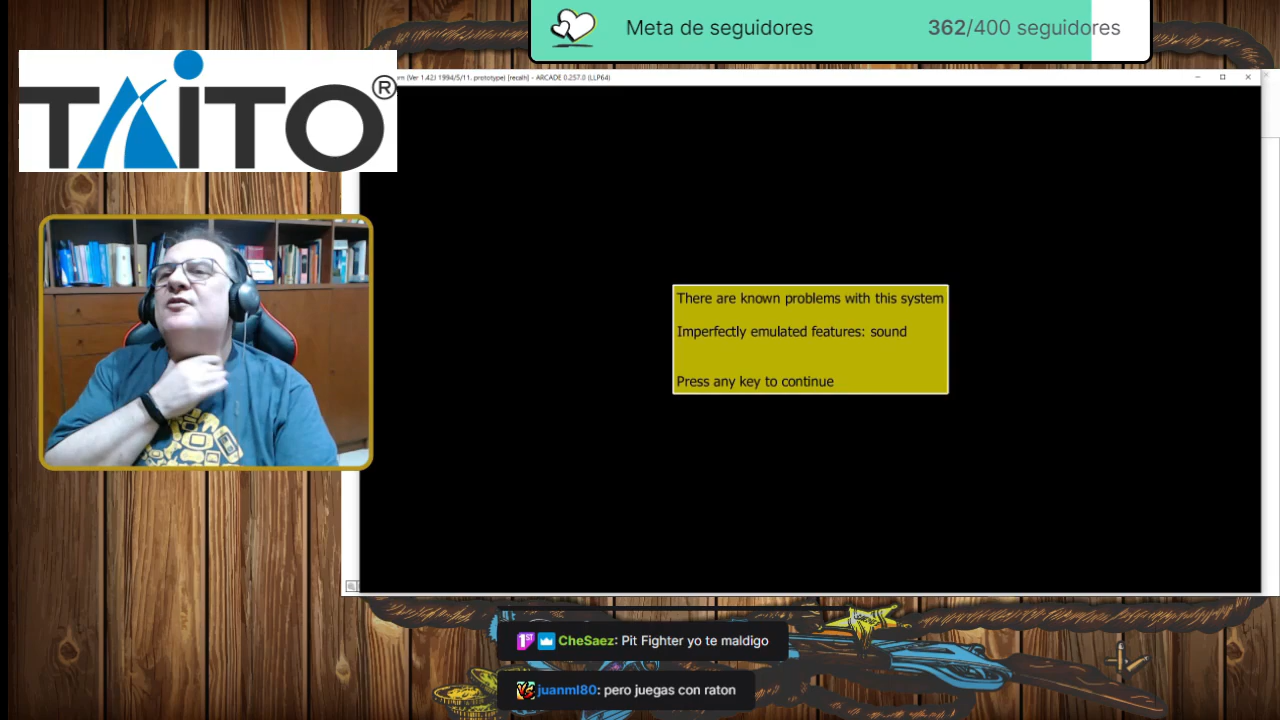 Meta de seguidores
362/400 seguidores
(Ver 1.42J 1994/5/11, prototype) [recalh] - ARCADE 0.257.0 (LLP64)
TAITO®
There are known problems with this system
Imperfectly emulated features: sound
Press any key to continue
1ST CheSaez: Pit Fighter yo te maldigo
juanml80: pero juegas con raton